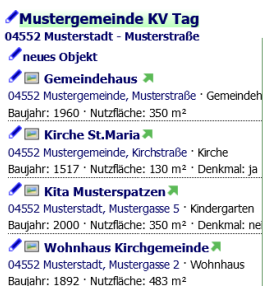 Mustergemeinde KV Tag
04552 Musterstadt - Musterstraße
neues Objekt
Gemeindehaus
04552 Mustergemeinde, Musterstraße · Gemeindeh
Baujahr: 1960 · Nutzfläche: 350 m²
Kirche St.Maria
04552 Mustergemeinde, Kirchstraße · Kirche
Baujahr: 1517 · Nutzfläche: 130 m² · Denkmal: ja
Kita Musterspatzen
04552 Musterstadt, Mustergasse 5 · Kindergarten
Baujahr: 2000 · Nutzfläche: 350 m² · Denkmal: nei
Wohnhaus Kirchgemeinde
04552 Musterstadt, Mustergasse 2 · Wohnhaus
Baujahr: 1892 · Nutzfläche: 483 m²